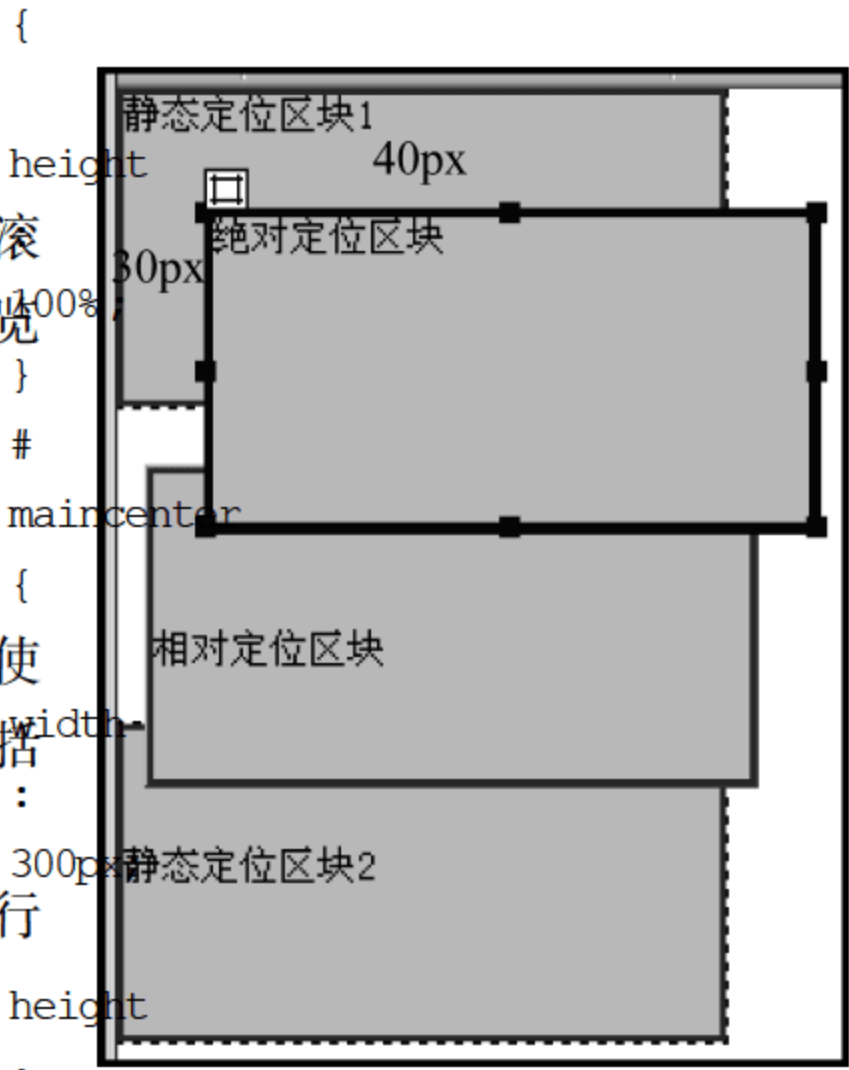 {
静态定位区块1
40px
height
滚
绝对定位区块
30px
100%;
览
}
#
maincenter
{
使
相对定位区块
width
括
:
300px
静态定位区块2
行
height